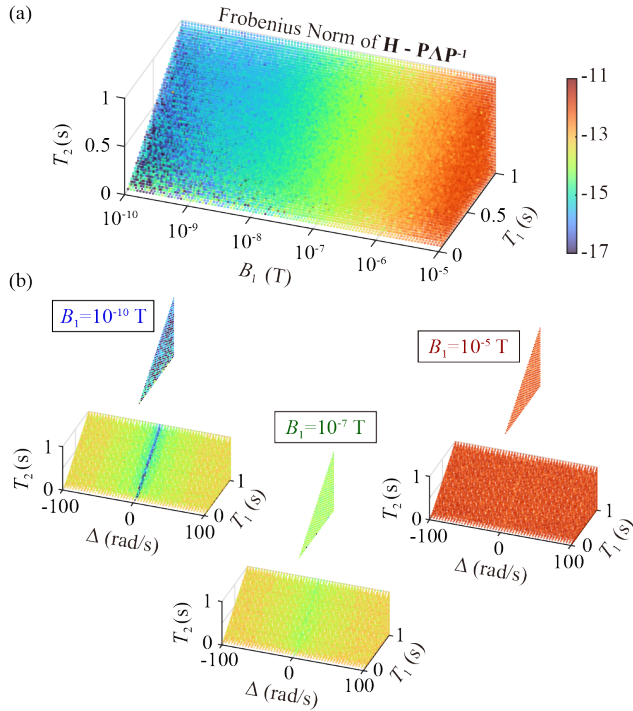 (a)
Frobenius Norm of H - PΛP⁻¹
T₂ (s)
1
0.5
0
10⁻¹⁰
10⁻⁹
10⁻⁸
10⁻⁷
10⁻⁶
10⁻⁵
B₁ (T)
0
0.5
1
T₁ (s)
-11
-13
-15
-17
(b)
B₁=10⁻¹⁰ T
B₁=10⁻⁷ T
B₁=10⁻⁵ T
T₂ (s)
1
0
-100
0
100
Δ (rad/s)
0
1
T₁ (s)
T₂ (s)
1
0
-100
0
100
Δ (rad/s)
0
1
T₁ (s)
T₂ (s)
1
0
-100
0
100
Δ (rad/s)
0
1
T₁ (s)